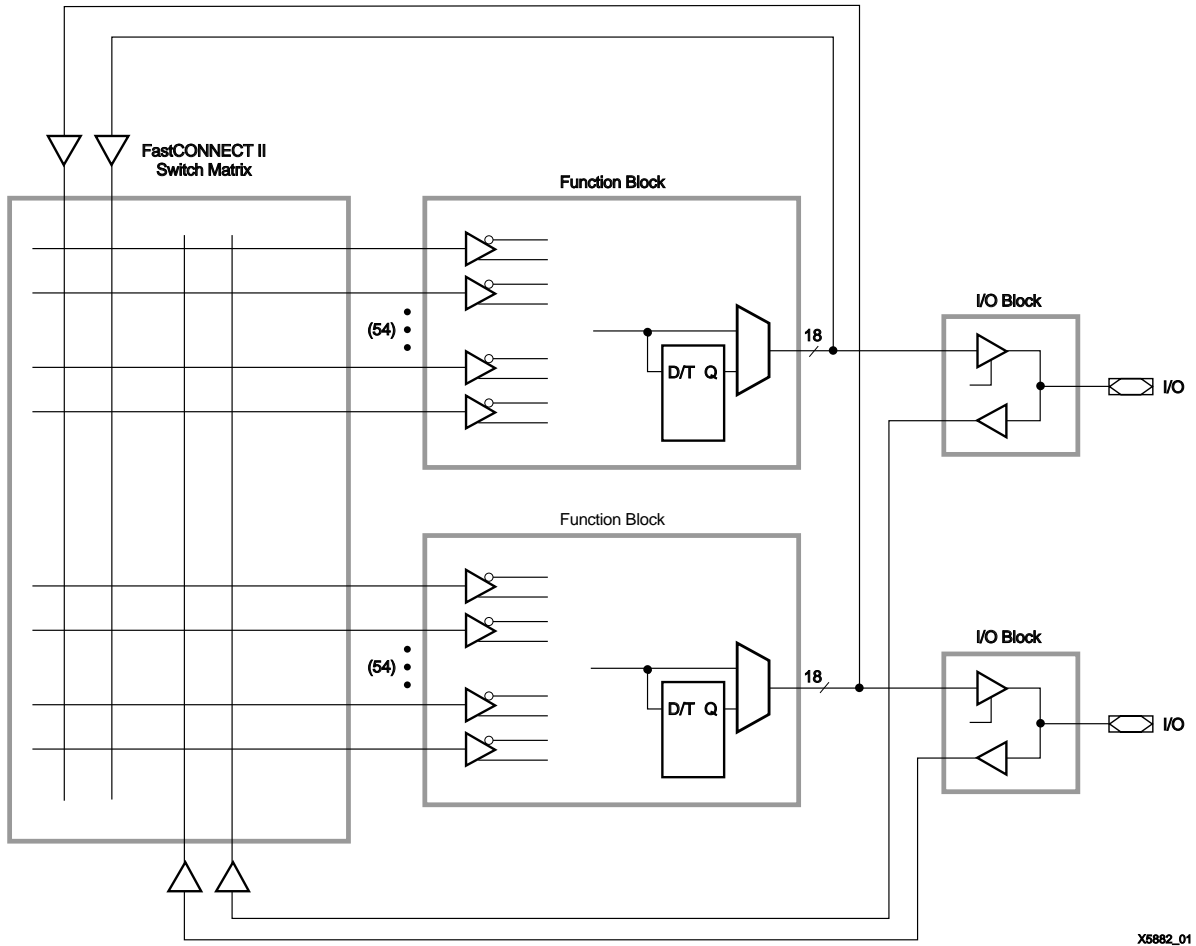 FastCONNECT II
Switch Matrix
Function Block
(54)
D/T Q
18
I/O Block
I/O
Function Block
(54)
D/T Q
18
I/O Block
I/O
X5882_01